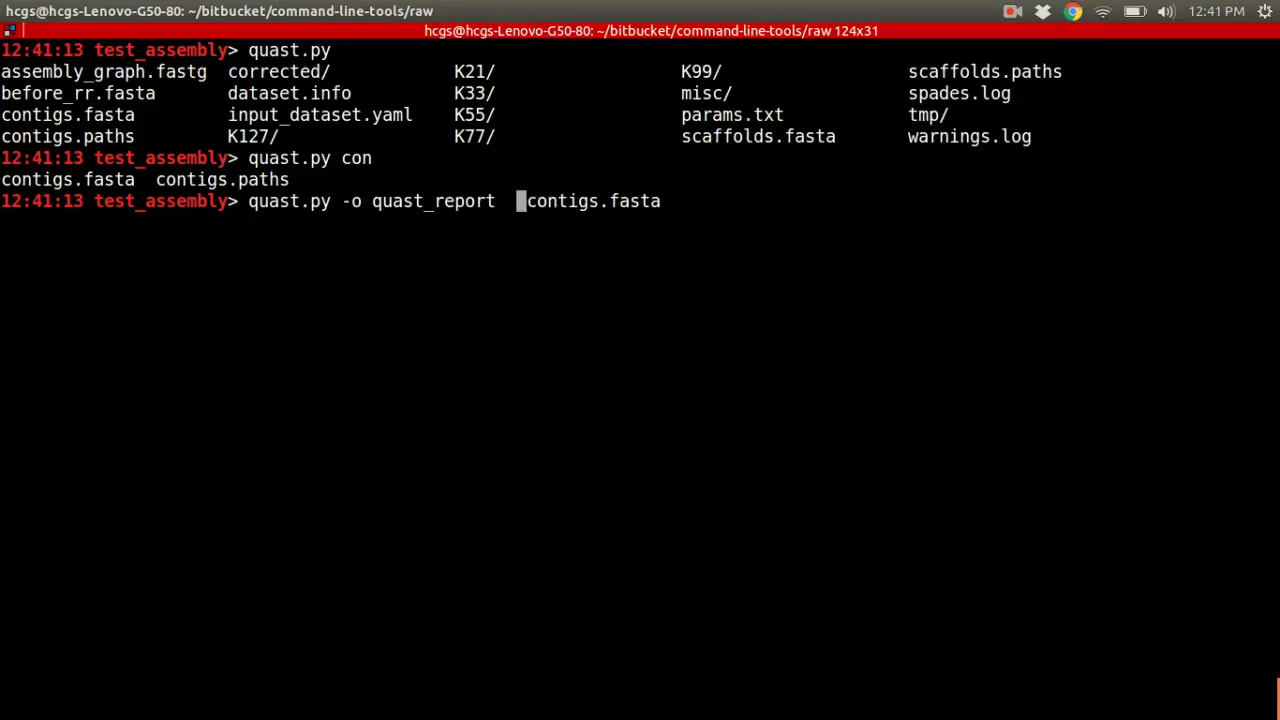 hcgs@hcgs-Lenovo-G50-80: ~/bitbucket/command-line-tools/raw 12:41 PM
hcgs@hcgs-Lenovo-G50-80: ~/bitbucket/command-line-tools/raw 124x31
12:41:13 test_assembly> quast.py
assembly_graph.fastg corrected/ K21/ K99/ scaffolds.paths
before_rr.fasta dataset.info K33/ misc/ spades.log
contigs.fasta input_dataset.yaml K55/ params.txt tmp/
contigs.paths K127/ K77/ scaffolds.fasta warnings.log
12:41:13 test_assembly> quast.py con
contigs.fasta contigs.paths
12:41:13 test_assembly> quast.py -o quast_report contigs.fasta